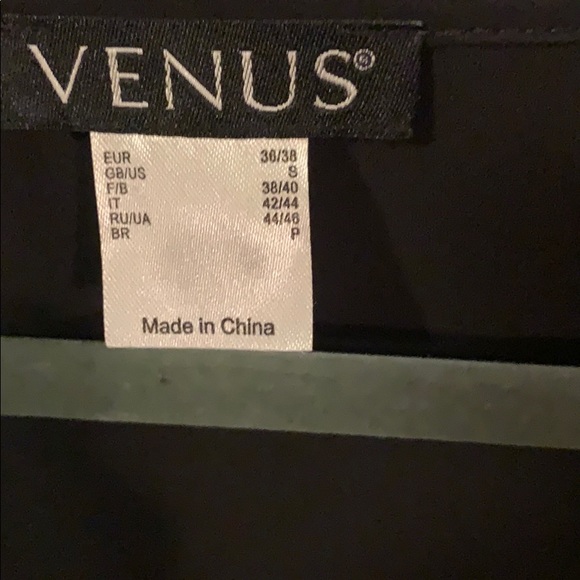 VENUS®
EUR 36/38
GB/US S
F/B 38/40
IT 42/44
RU/UA 44/46
BR P
Made in China